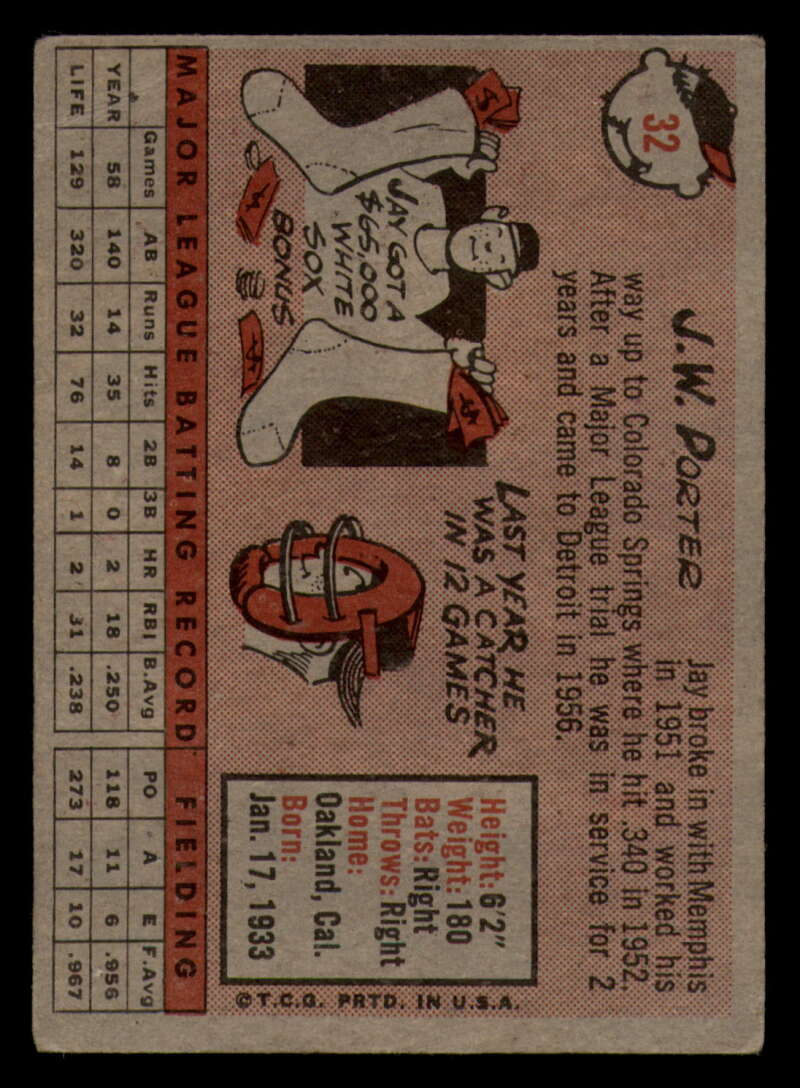 32
J.W. PORTER
Jay broke in with Memphis
in 1951 and worked his
way up to Colorado Springs where he hit .340 in 1952.
After a Major League trial he was in service for 2
years and came to Detroit in 1956.
JAY GOT A
$65,000
WHITE
SOX
BONUS
LAST YEAR HE
WAS A CATCHER
IN 12 GAMES
Height: 6'2"
Weight: 180
Bats: Right
Throws: Right
Home:
Oakland, Cal.
Born:
Jan. 17, 1933
© T.C.G. PRTD. IN U.S.A.
MAJOR LEAGUE BATTING RECORD FIELDING
Games AB Runs Hits 2B 3B HR RBI B.Avg PO A E F.Avg
YEAR 58 140 14 35 8 0 2 18 .250 118 11 6 .956
LIFE 129 320 32 76 14 1 2 31 .238 273 17 10 .967